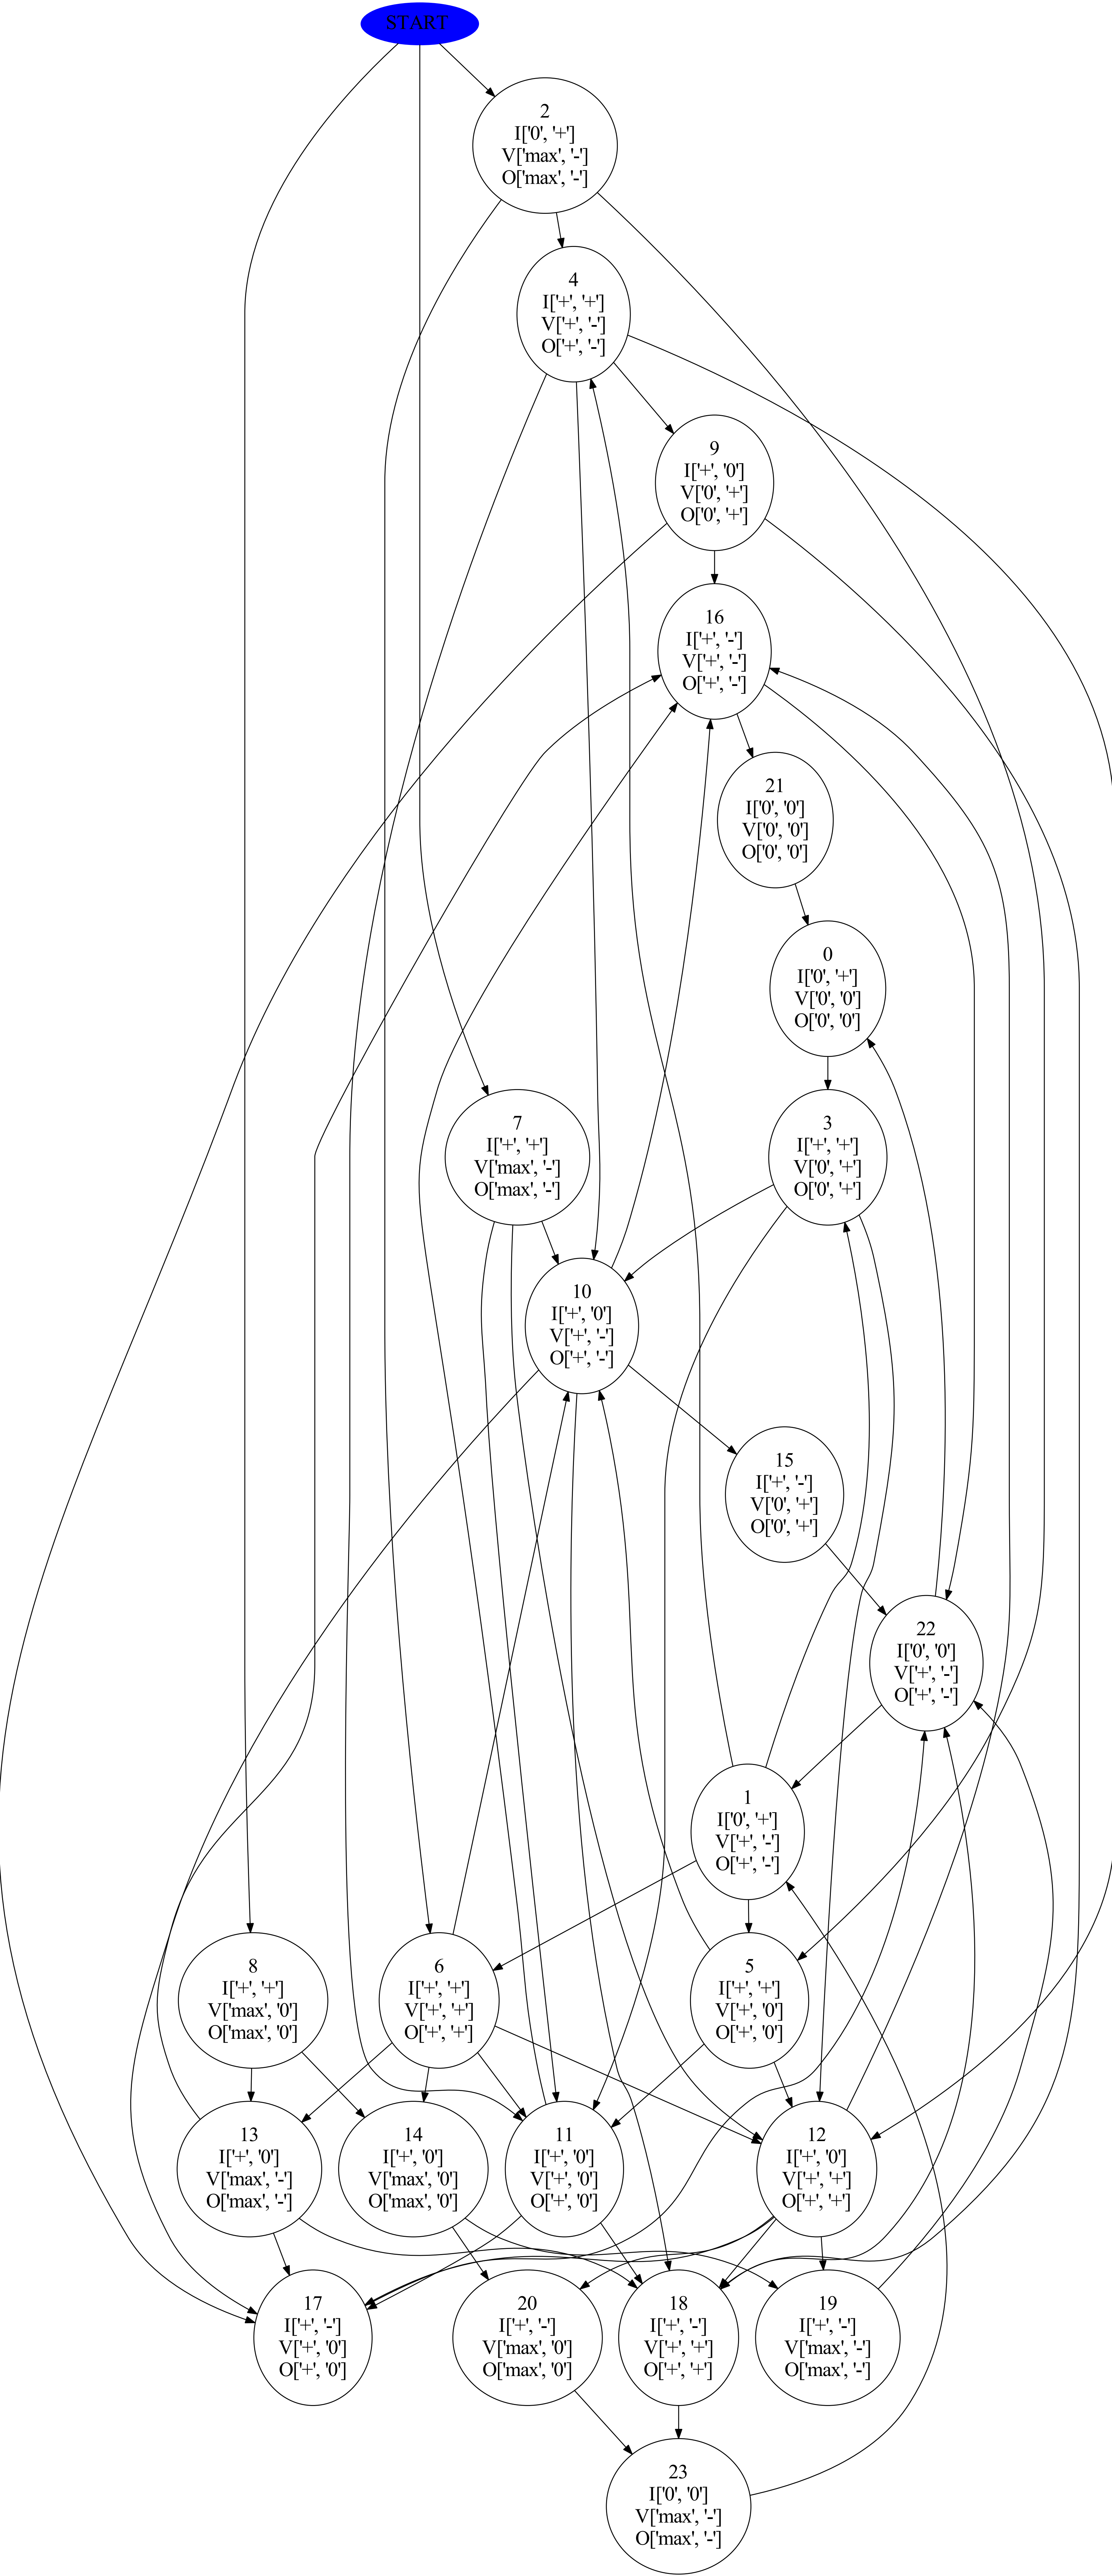 START
2
I['0', '+']
V['max', '-']
O['max', '-']
4
I['+', '+']
V['+', '-']
O['+', '-']
9
I['+', '0']
V['0', '+']
O['0', '+']
16
I['+', '-']
V['+', '-']
O['+', '-']
21
I['0', '0']
V['0', '0']
O['0', '0']
0
I['0', '+']
V['0', '0']
O['0', '0']
7
I['+', '+']
V['max', '-']
O['max', '-']
3
I['+', '+']
V['0', '+']
O['0', '+']
10
I['+', '0']
V['+', '-']
O['+', '-']
15
I['+', '-']
V['0', '+']
O['0', '+']
22
I['0', '0']
V['+', '-']
O['+', '-']
1
I['0', '+']
V['+', '-']
O['+', '-']
8
I['+', '+']
V['max', '0']
O['max', '0']
6
I['+', '+']
V['+', '+']
O['+', '+']
5
I['+', '+']
V['+', '0']
O['+', '0']
13
I['+', '0']
V['max', '-']
O['max', '-']
14
I['+', '0']
V['max', '0']
O['max', '0']
11
I['+', '0']
V['+', '0']
O['+', '0']
12
I['+', '0']
V['+', '+']
O['+', '+']
17
I['+', '-']
V['+', '0']
O['+', '0']
20
I['+', '-']
V['max', '0']
O['max', '0']
18
I['+', '-']
V['+', '+']
O['+', '+']
19
I['+', '-']
V['max', '-']
O['max', '-']
23
I['0', '0']
V['max', '-']
O['max', '-']